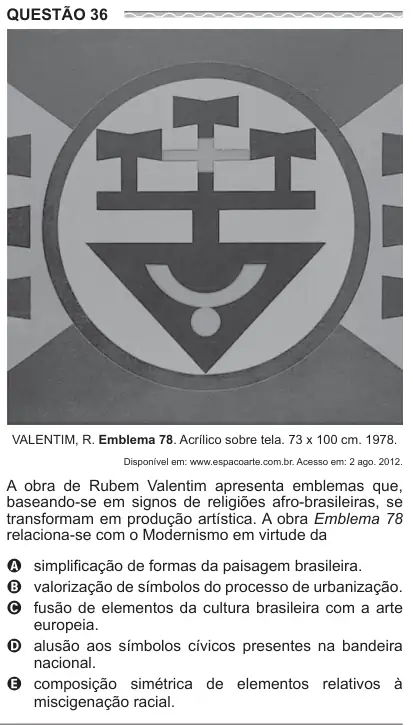 QUESTÃO 36
VALENTIM, R. Emblema 78. Acrílico sobre tela. 73 x 100 cm. 1978.
Disponível em: www.espacoarte.com.br. Acesso em: 2 ago. 2012.
A obra de Rubem Valentim apresenta emblemas que,
baseando-se em signos de religiões afro-brasileiras, se
transformam em produção artística. A obra Emblema 78
relaciona-se com o Modernismo em virtude da
A simplificação de formas da paisagem brasileira.
B valorização de símbolos do processo de urbanização.
C fusão de elementos da cultura brasileira com a arte
europeia.
D alusão aos símbolos cívicos presentes na bandeira
nacional.
E composição simétrica de elementos relativos à
miscigenação racial.